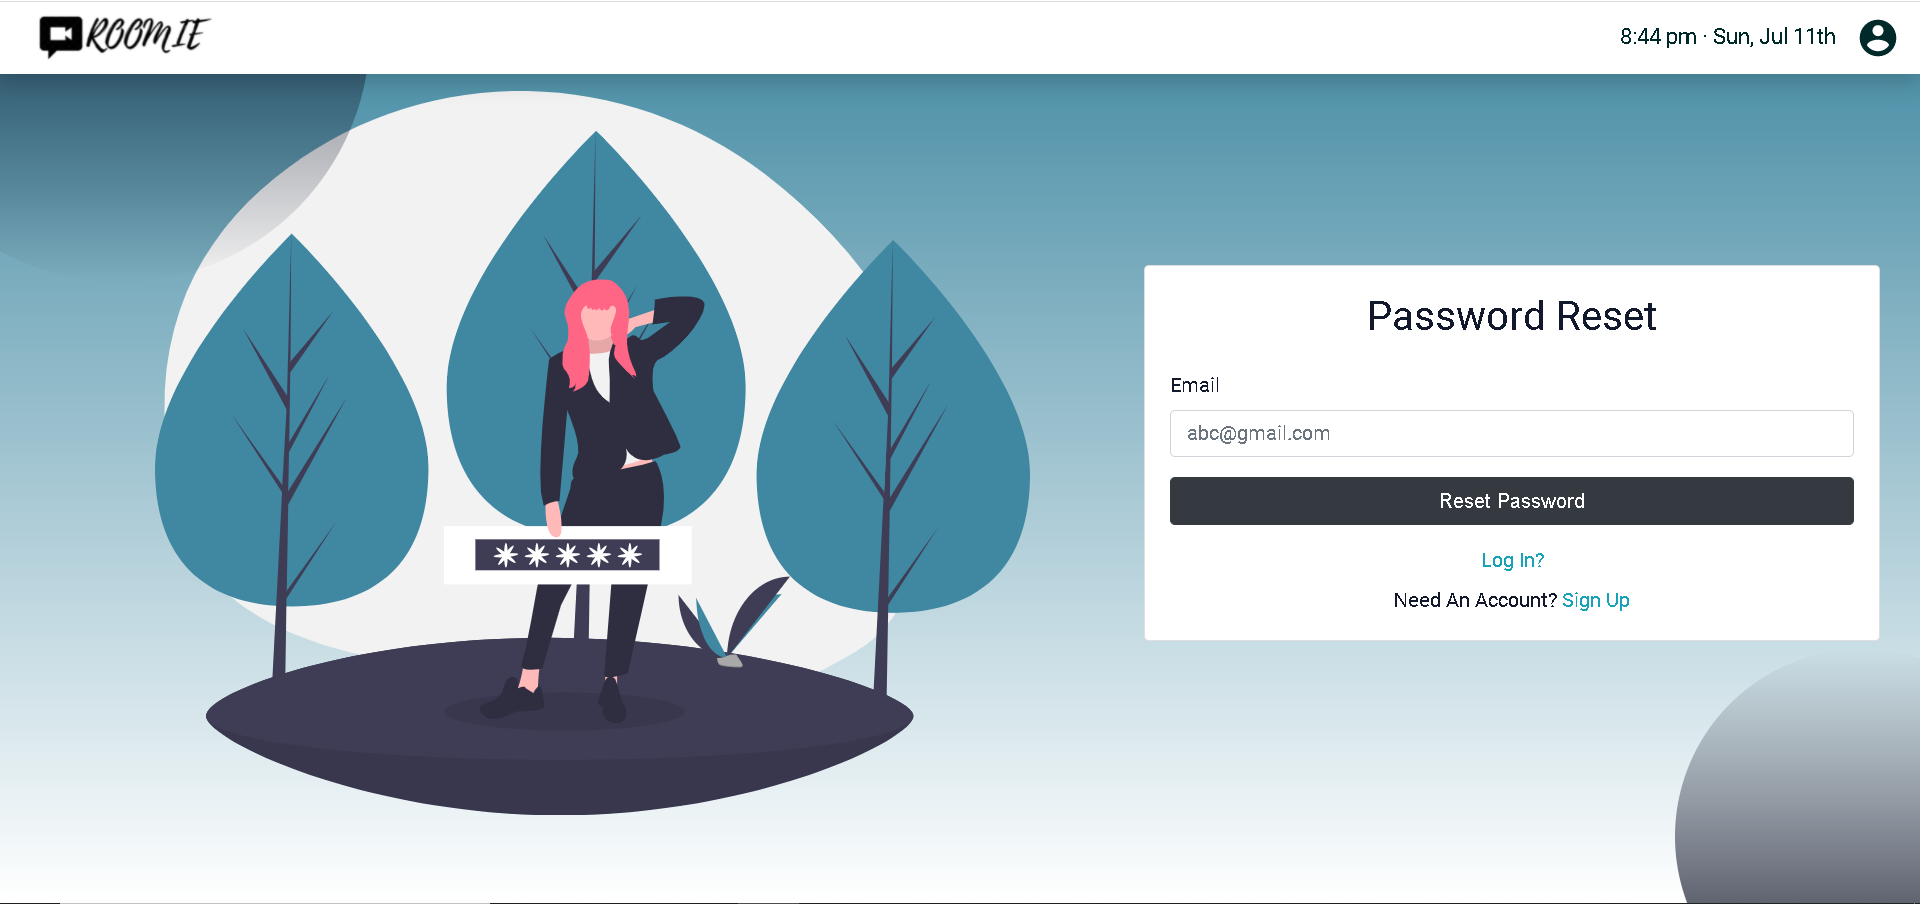 ROOMIE
8:44 pm · Sun, Jul 11th
Password Reset
Email
abc@gmail.com
Reset Password
Log In?
Need An Account? Sign Up